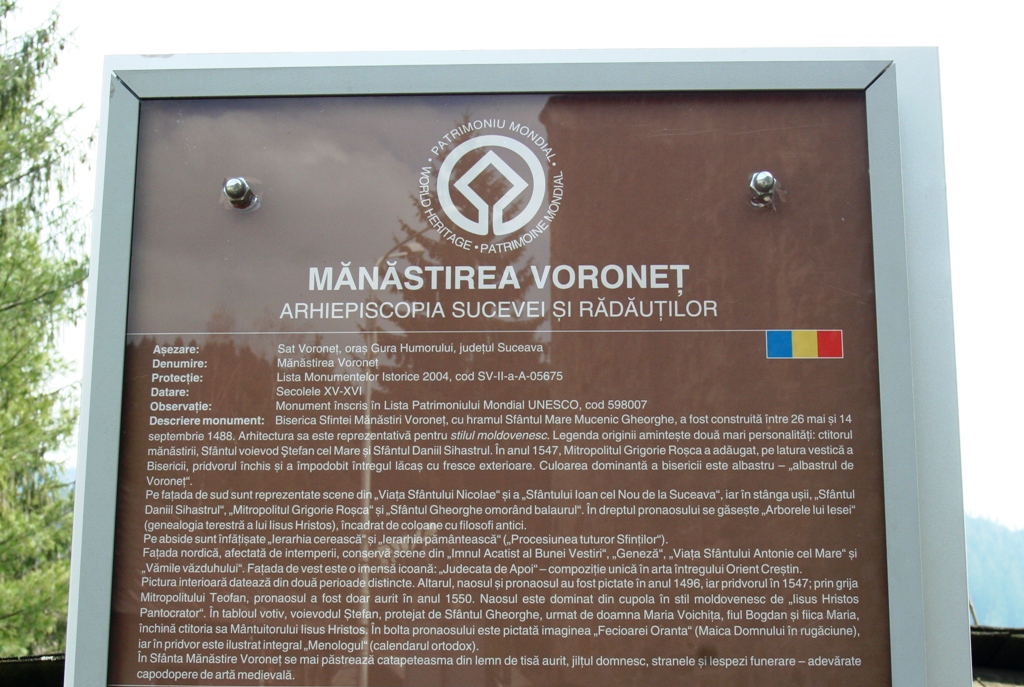 • PATRIMONIU MONDIAL •
WORLD HERITAGE • PATRIMOINE MONDIAL
MĂNĂSTIREA VORONEȚ
ARHIEPISCOPIA SUCEVEI ȘI RĂDĂUȚILOR
Așezare: Sat Voroneț, oraș Gura Humorului, județul Suceava
Denumire: Mănăstirea Voroneț
Protecție: Lista Monumentelor Istorice 2004, cod SV-II-a-A-05675
Datare: Secolele XV-XVI
Observație: Monument înscris în Lista Patrimoniului Mondial UNESCO, cod 598007
Descriere monument: Biserica Sfintei Mănăstiri Voroneț, cu hramul Sfântul Mare Mucenic Gheorghe, a fost construită între 26 mai și 14
septembrie 1488. Arhitectura sa este reprezentativă pentru stilul moldovenesc. Legenda originii amintește două mari personalități: ctitorul
mănăstirii, Sfântul voievod Ștefan cel Mare și Sfântul Daniil Sihastrul. În anul 1547, Mitropolitul Grigorie Roșca a adăugat, pe latura vestică a
Bisericii, pridvorul închis și a împodobit întregul lăcaș cu fresce exterioare. Culoarea dominantă a bisericii este albastru – „albastrul de
Voroneț“.
Pe fațada de sud sunt reprezentate scene din „Viața Sfântului Nicolae“ și a „Sfântului Ioan cel Nou de la Suceava“, iar în stânga ușii, „Sfântul
Daniil Sihastrul“, „Mitropolitul Grigorie Roșca“ și „Sfântul Gheorghe omorând balaurul“. În dreptul pronaosului se găsește „Arborele lui Iesei“
(genealogia terestră a lui Iisus Hristos), încadrat de coloane cu filosofi antici.
Pe abside sunt înfățișate „Ierarhia cerească“ și „Ierarhia pământească“ („Procesiunea tuturor Sfinților“).
Fațada nordică, afectată de intemperii, conservă scene din „Imnul Acatist al Bunei Vestiri“, „Geneză“, „Viața Sfântului Antonie cel Mare“ și
„Vămile văzduhului“. Fațada de vest este o imensă icoană: „Judecata de Apoi“ – compoziție unică în arta întregului Orient Creștin.
Pictura interioară datează din două perioade distincte. Altarul, naosul și pronaosul au fost pictate în anul 1496, iar pridvorul în 1547; prin grija
Mitropolitului Teofan, pronaosul a fost doar aurit în anul 1550. Naosul este dominat din cupola în stil moldovenesc de „Iisus Hristos
Pantocrator“. În tabloul votiv, voievodul Ștefan, protejat de Sfântul Gheorghe, urmat de doamna Maria Voichița, fiul Bogdan și fiica Maria,
închină ctitoria sa Mântuitorului Iisus Hristos. În bolta pronaosului este pictată imaginea „Fecioarei Oranta“ (Maica Domnului în rugăciune),
iar în pridvor este ilustrat integral „Menologul“ (calendarul ortodox).
În Sfânta Mănăstire Voroneț se mai păstrează catapeteasma din lemn de tisă aurit, jilțul domnesc, stranele și lespezi funerare – adevărate
capodopere de artă medievală.